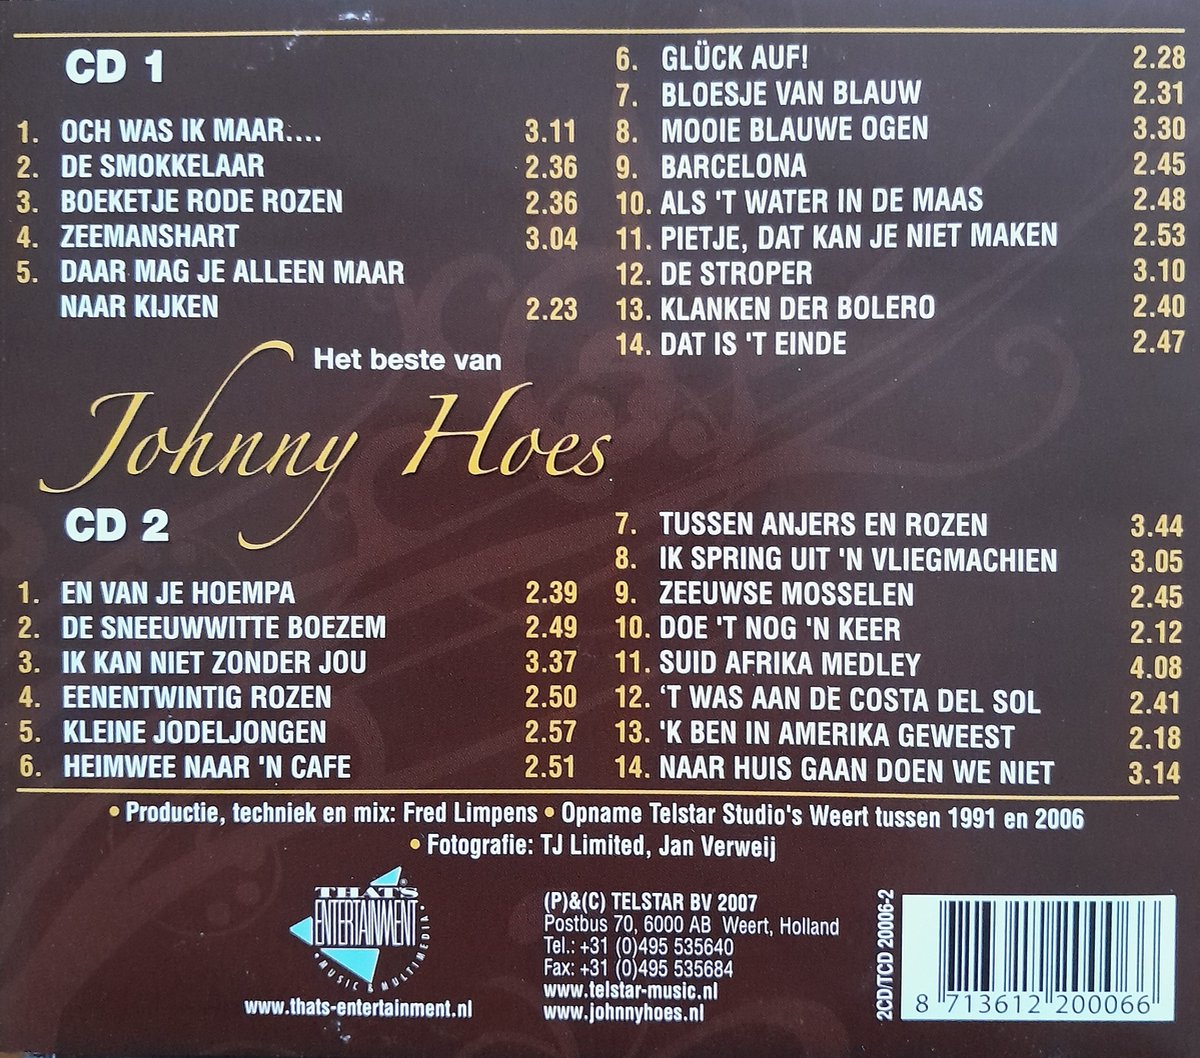 CD 1
1. OCH WAS IK MAAR.... 3.11
2. DE SMOKKELAAR 2.36
3. BOEKETJE RODE ROZEN 2.36
4. ZEEMANSHART 3.04
5. DAAR MAG JE ALLEEN MAAR
NAAR KIJKEN 2.23
6. GLÜCK AUF! 2.28
7. BLOESJE VAN BLAUW 2.31
8. MOOIE BLAUWE OGEN 3.30
9. BARCELONA 2.45
10. ALS 'T WATER IN DE MAAS 2.48
11. PIETJE, DAT KAN JE NIET MAKEN 2.53
12. DE STROPER 3.10
13. KLANKEN DER BOLERO 2.40
14. DAT IS 'T EINDE 2.47
Het beste van
Johnny Hoes
CD 2
1. EN VAN JE HOEMPA 2.39
2. DE SNEEUWWITTE BOEZEM 2.49
3. IK KAN NIET ZONDER JOU 3.37
4. EENENTWINTIG ROZEN 2.50
5. KLEINE JODELJONGEN 2.57
6. HEIMWEE NAAR 'N CAFE 2.51
7. TUSSEN ANJERS EN ROZEN 3.44
8. IK SPRING UIT 'N VLIEGMACHIEN 3.05
9. ZEEUWSE MOSSELEN 2.45
10. DOE 'T NOG 'N KEER 2.12
11. SUID AFRIKA MEDLEY 4.08
12. ‘T WAS AAN DE COSTA DEL SOL 2.41
13. 'K BEN IN AMERIKA GEWEEST 2.18
14. NAAR HUIS GAAN DOEN WE NIET 3.14
• Productie, techniek en mix: Fred Limpens • Opname Telstar Studio's Weert tussen 1991 en 2006
• Fotografie: TJ Limited, Jan Verweij
THAT'S
ENTERTAINMENT
• MUSIC & MULTIMEDIA •
www.thats-entertainment.nl
(P)&(C) TELSTAR BV 2007
Postbus 70, 6000 AB Weert, Holland
Tel.: +31 (0)495 535640
Fax: +31 (0)495 535684
www.telstar-music.nl
www.johnnyhoes.nl
2CD/TCD 20006-2
8 713612 200066